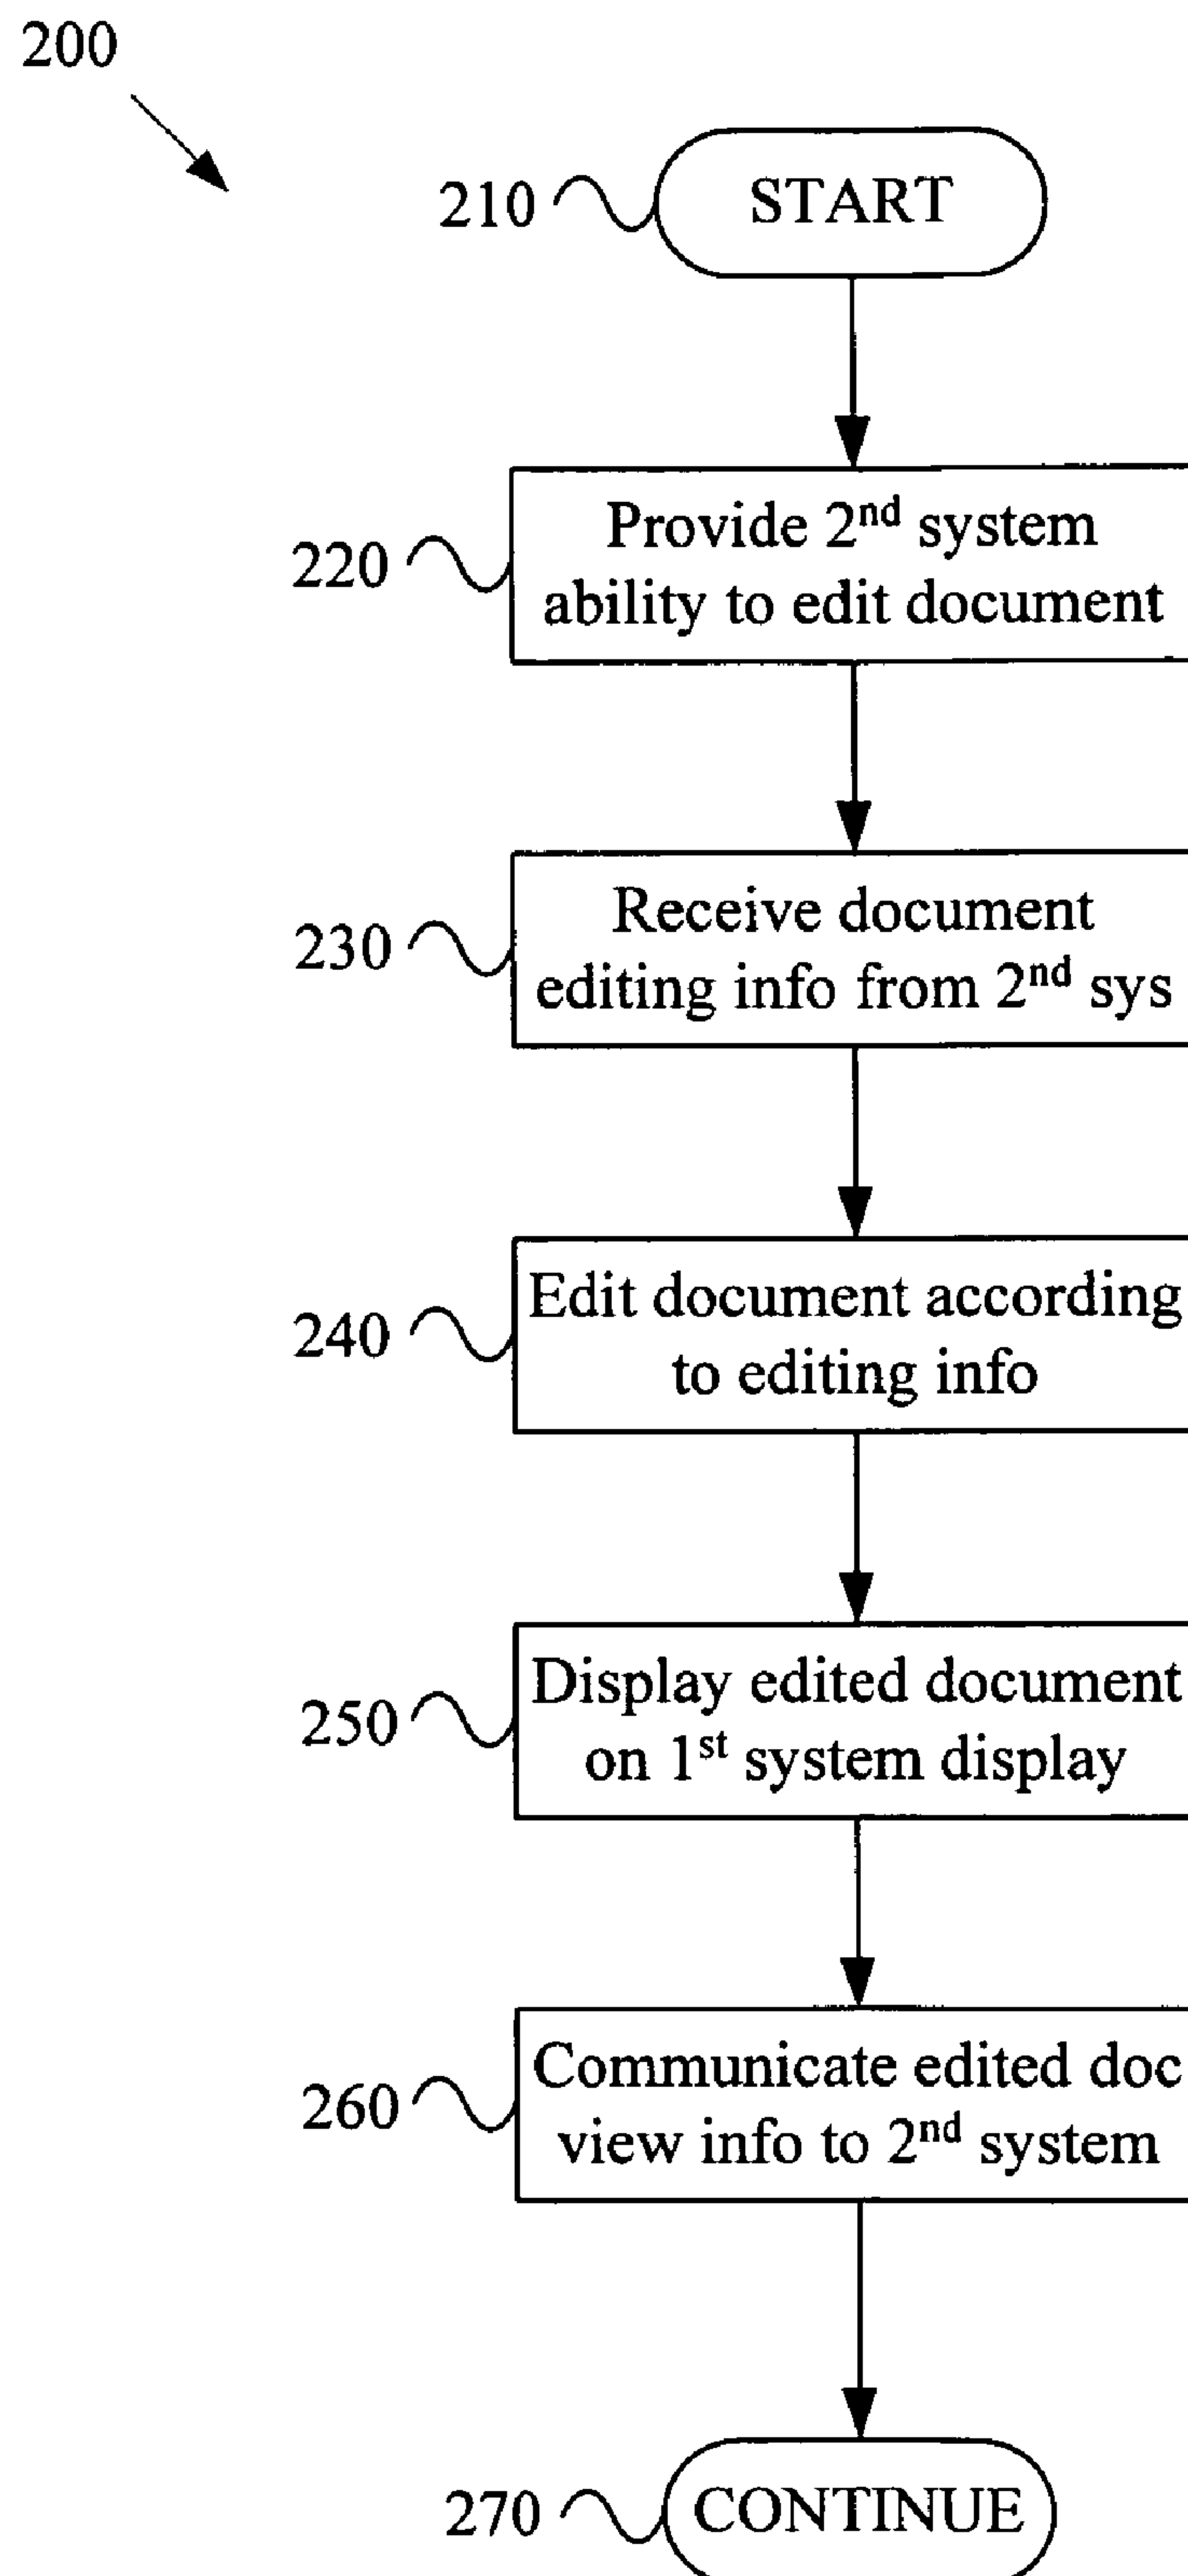 200
210
START
220
Provide 2nd system
ability to edit document
230
Receive document
editing info from 2nd sys
240
Edit document according
to editing info
250
Display edited document
on 1st system display
260
Communicate edited doc
view info to 2nd system
270
CONTINUE